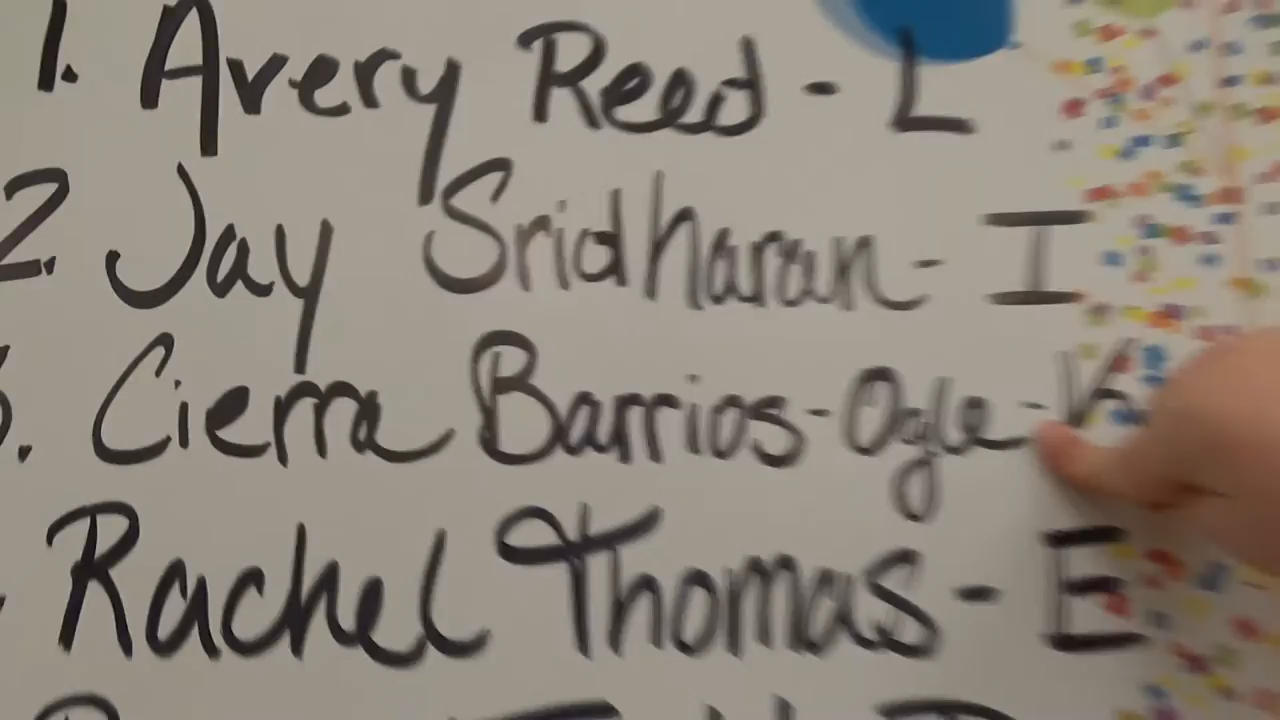 1. Avery Reed - L
2. Jay Sridharan - I
3. Cierra Barrios-Ogle - K
Rachel Thomas - E